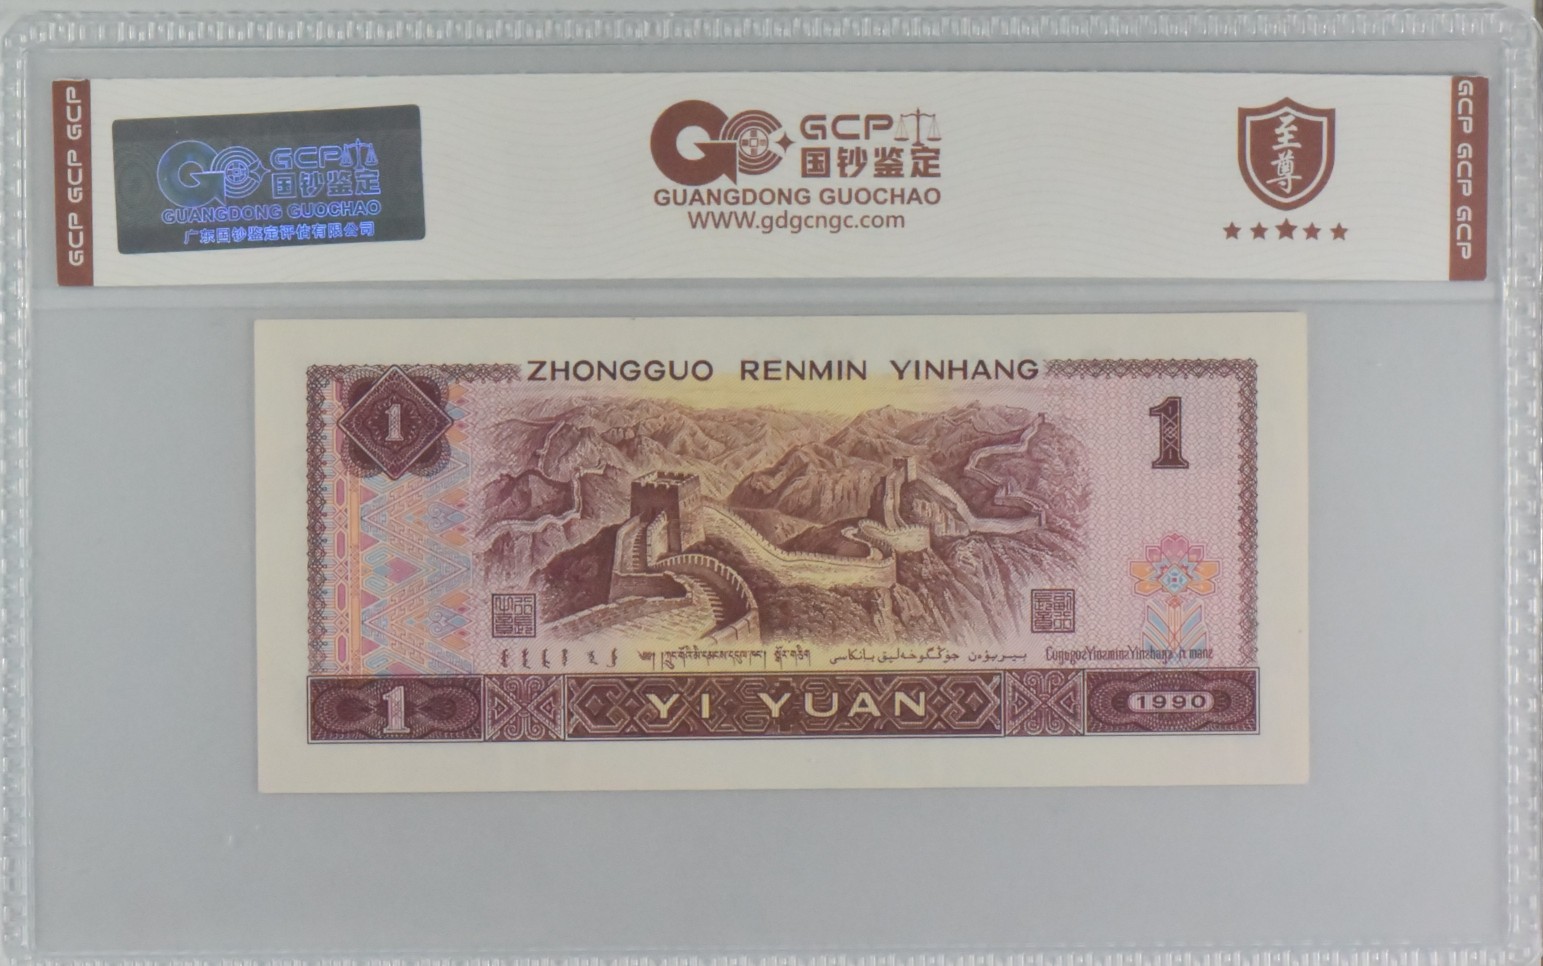 GCP GCP GCP
GCP
国钞鉴定
GUANGDONG GUOCHAO
广东国钞鉴定评估有限公司
GCP
国钞鉴定
GUANGDONG GUOCHAO
WWW.gdgcngc.com
至尊
GCP GCP GCP
ZHONGGUO RENMIN YINHANG
1
1
1
YI YUAN
1990